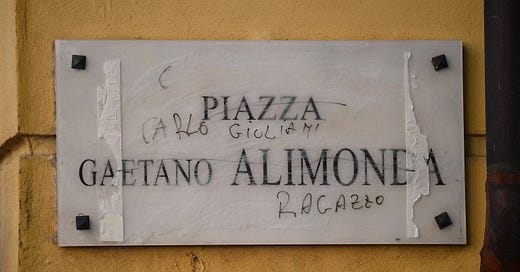 PIAZZA
CARLO GIULIANI
GAETANO ALIMONDA
RAGAZZO